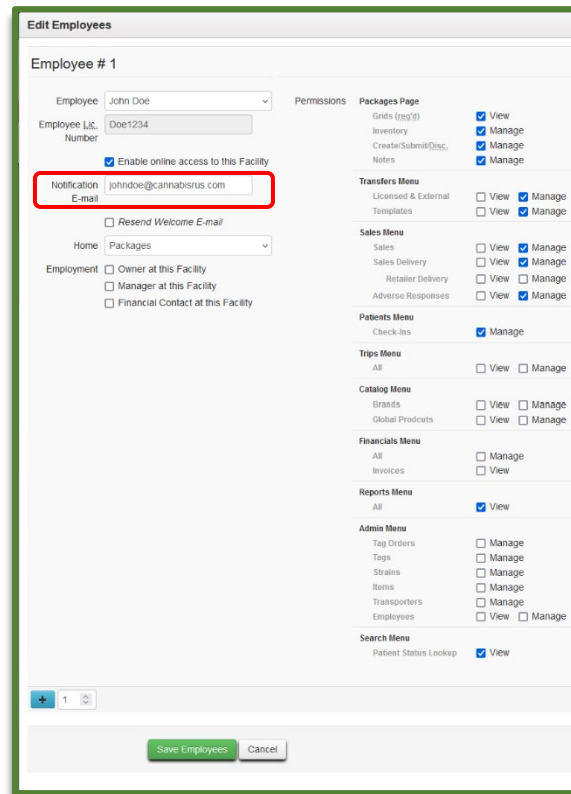 Edit Employees
Employee # 1
Employee John Doe
Employee Lic. Number Doe1234
Enable online access to this Facility
Notification E-mail johndoe@cannabisrus.com
Resend Welcome E-mail
Home Packages
Employment Owner at this Facility
Manager at this Facility
Financial Contact at this Facility
Permissions
Packages Page
Grids (req'd) View
Inventory Manage
Create/Submit/Disc. Manage
Notes Manage
Transfers Menu
Licensed & External View Manage
Templates View Manage
Sales Menu
Sales View Manage
Sales Delivery View Manage
Retailer Delivery View Manage
Adverse Responses View Manage
Patients Menu
Check-Ins Manage
Trips Menu
All View Manage
Catalog Menu
Brands View Manage
Global Prodcuts View Manage
Financials Menu
All Manage
Invoices View
Reports Menu
All View
Admin Menu
Tag Orders Manage
Tags Manage
Strains Manage
Items Manage
Transporters Manage
Employees View Manage
Search Menu
Patient Status Lookup View
+ 1
Save Employees Cancel